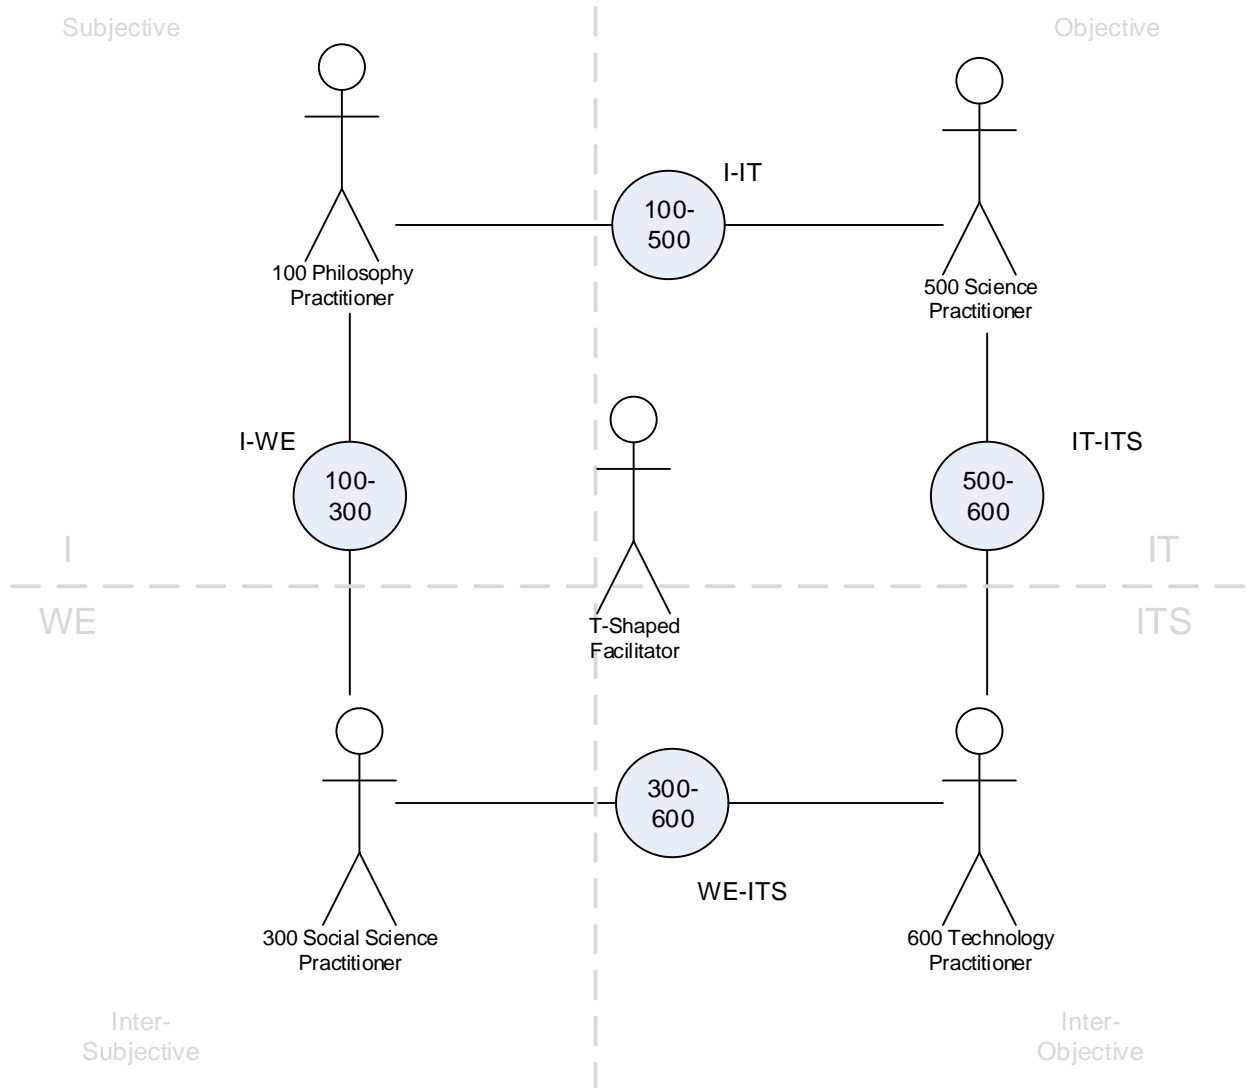 Subjective
Objective
I-IT
100-
500
100 Philosophy
Practitioner
500 Science
Practitioner
I-WE
IT-ITS
100-
300
500-
600
I
IT
WE
ITS
T-Shaped
Facilitator
300-
600
WE-ITS
300 Social Science
Practitioner
600 Technology
Practitioner
Inter-
Subjective
Inter-
Objective